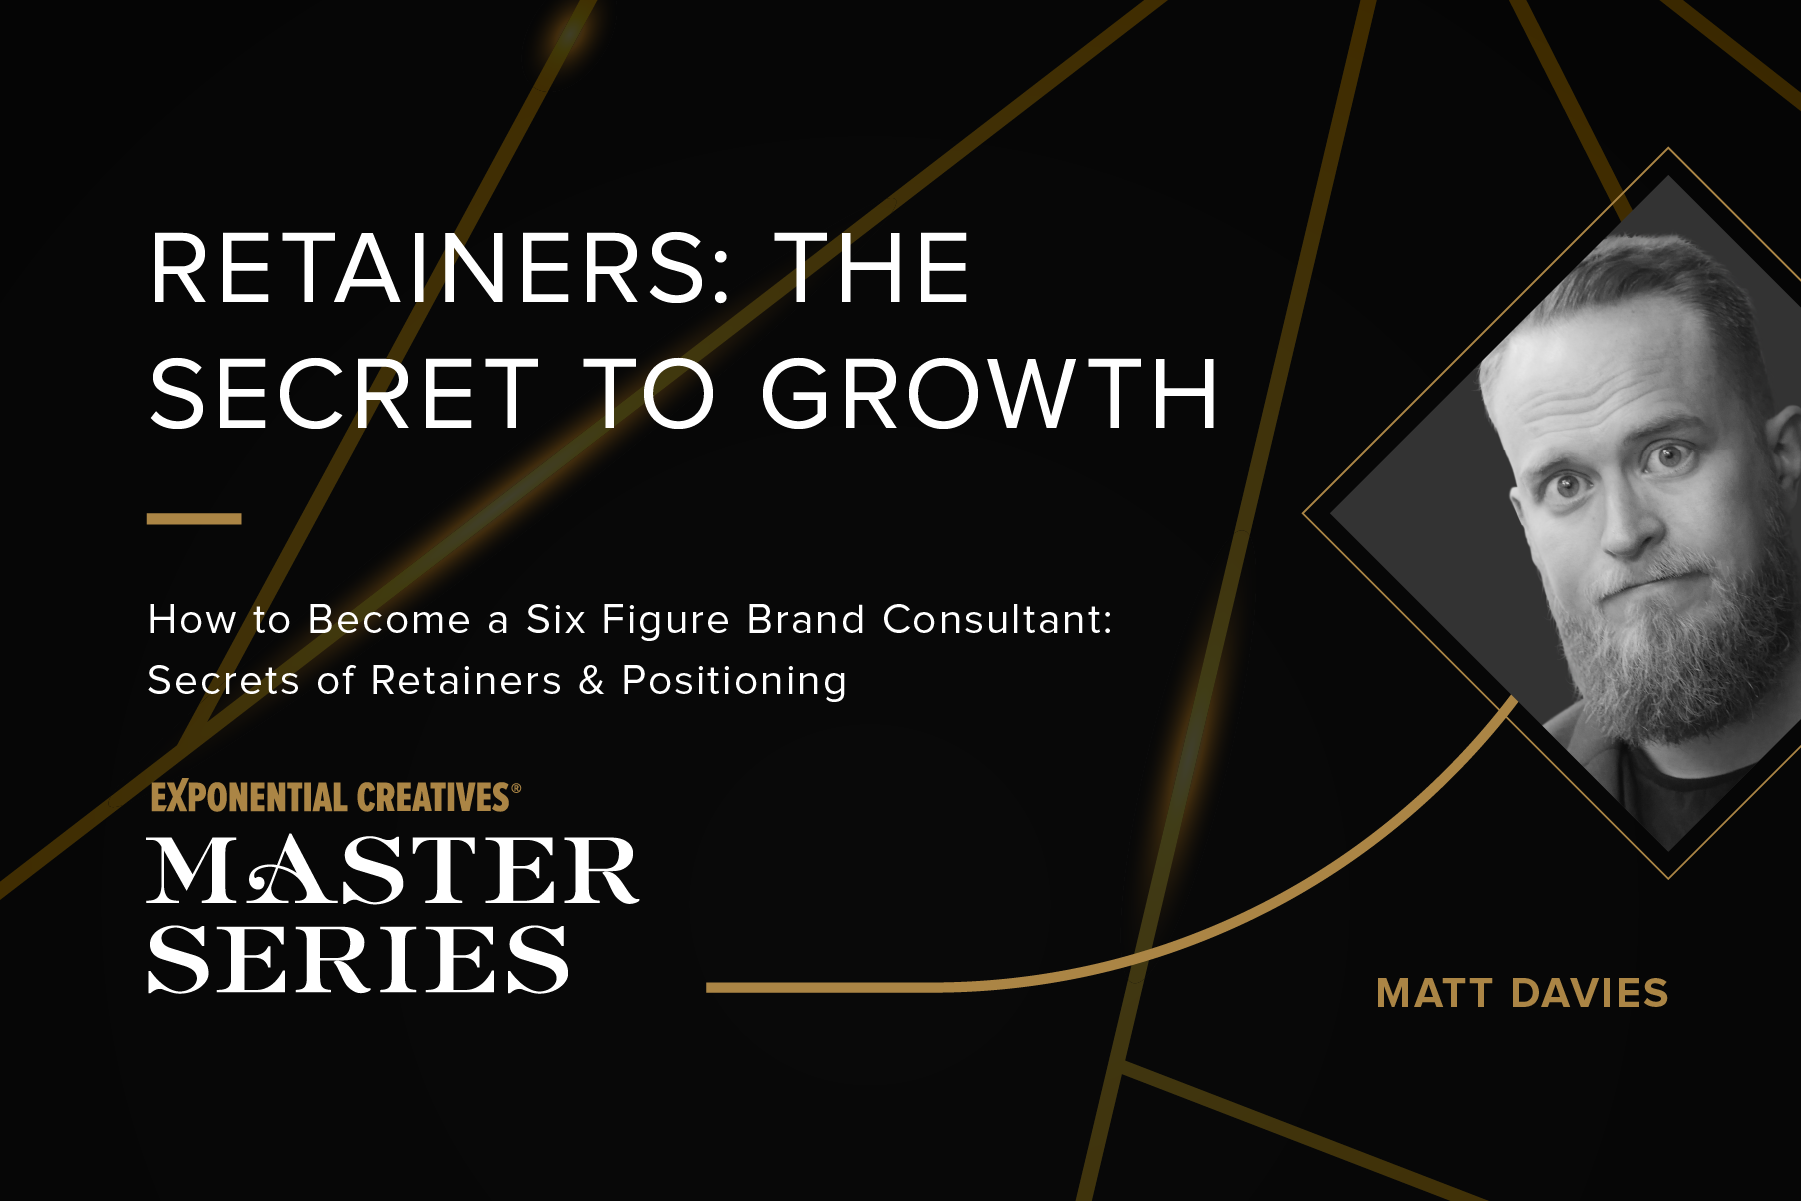 RETAINERS: THE
SECRET TO GROWTH
How to Become a Six Figure Brand Consultant:
Secrets of Retainers & Positioning
EXPONENTIAL CREATIVES®
MASTER
SERIES
MATT DAVIES